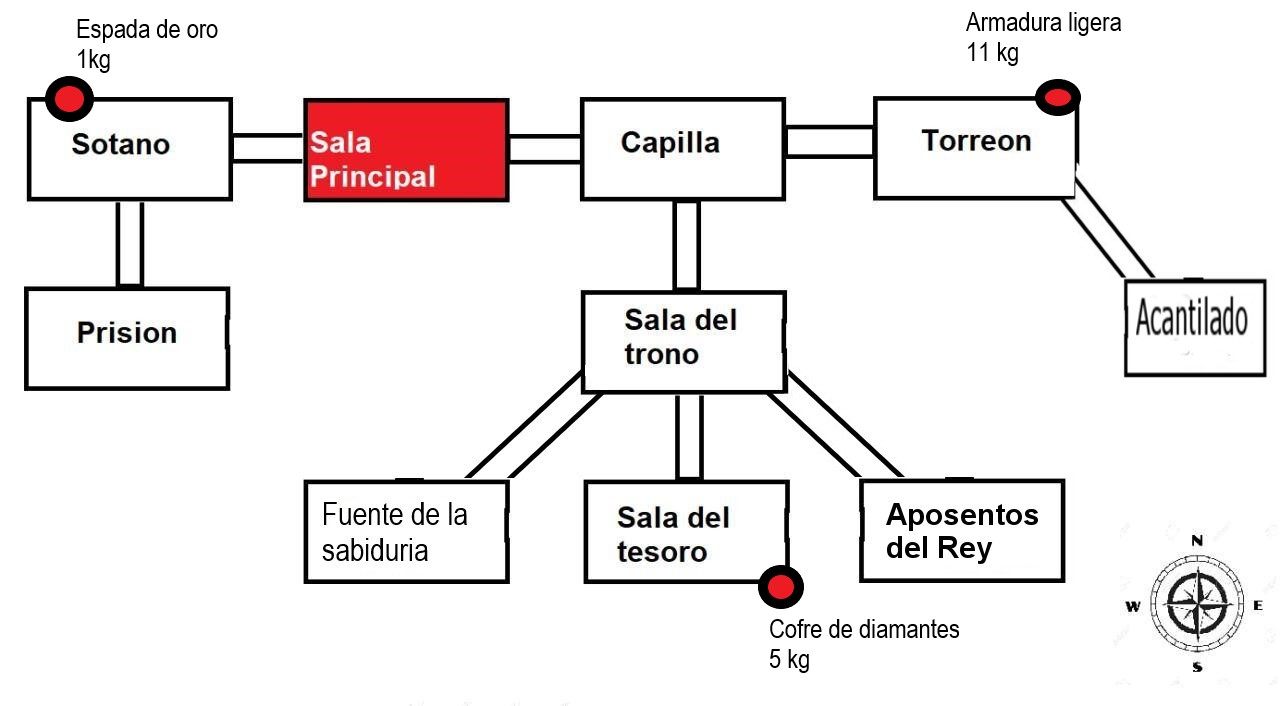 Espada de oro
1kg
Armadura ligera
11 kg
Sotano
Sala
Principal
Capilla
Torreon
Prision
Sala del
trono
Acantilado
Fuente de la
sabiduria
Sala del
tesoro
Aposentos
del Rey
Cofre de diamantes
5 kg
N
W
E
S